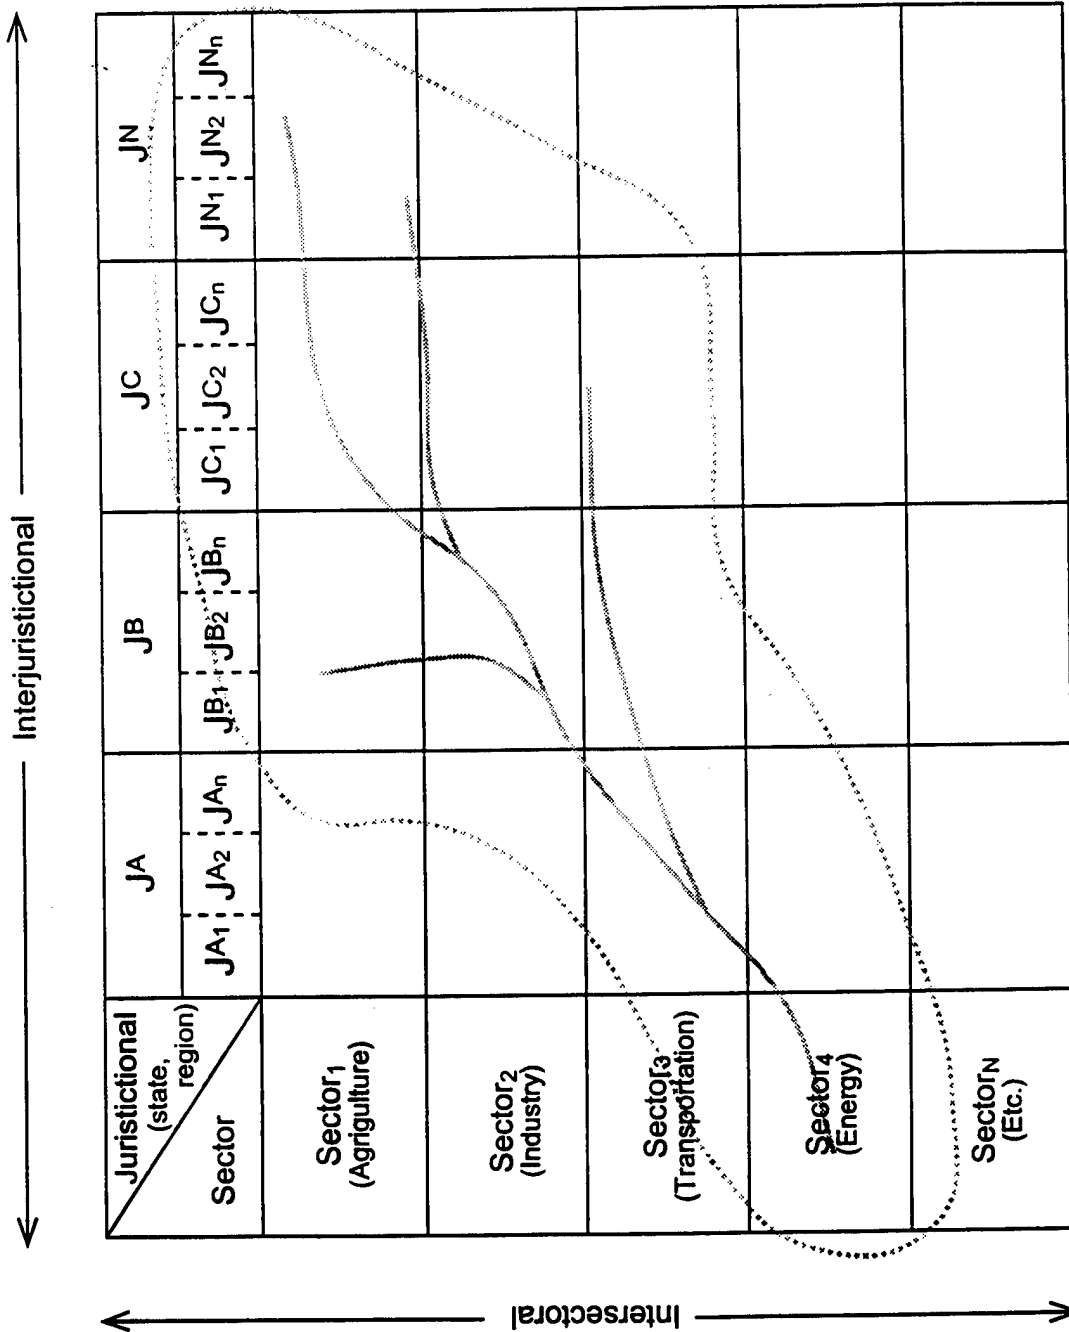 Interjuristictional
Juristictional
(state,
region)
Sector
JA
JB
JC
JN
JA1
JA2
JAn
JB1
JB2
JBn
JC1
JC2
JCn
JN1
JN2
JNn
Sector1
(Agrigulture)
Sector2
(Industry)
Sector3
(Transportation)
Sector4
(Energy)
SectorN
(Etc.)
Intersectoral